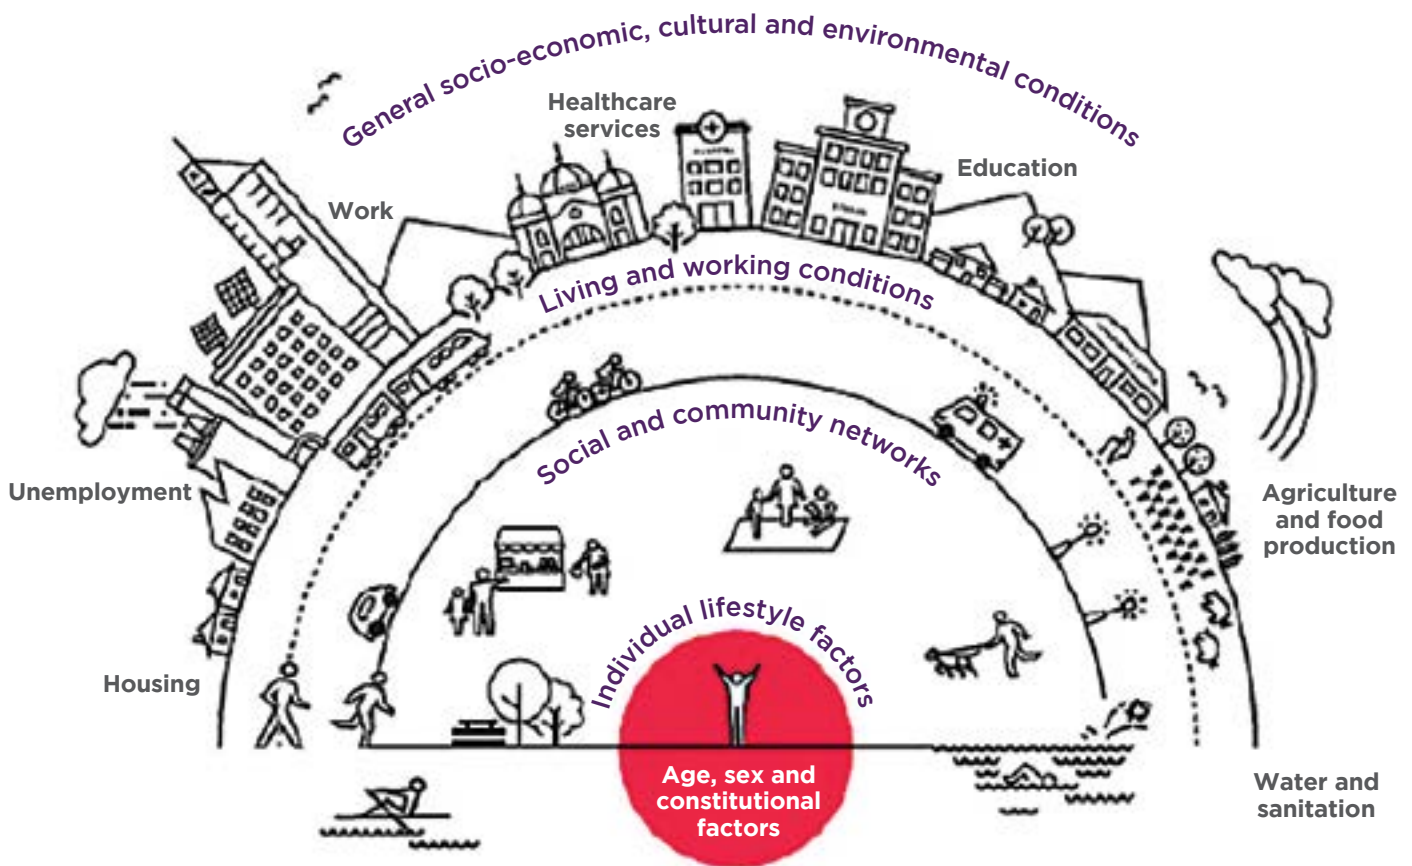 General socio-economic, cultural and environmental conditions
Healthcare
services
Education
Work
Living and working conditions
Social and community networks
Unemployment
Agriculture
and food
production
Individual lifestyle factors
Housing
Age, sex and
constitutional
factors
Water and
sanitation